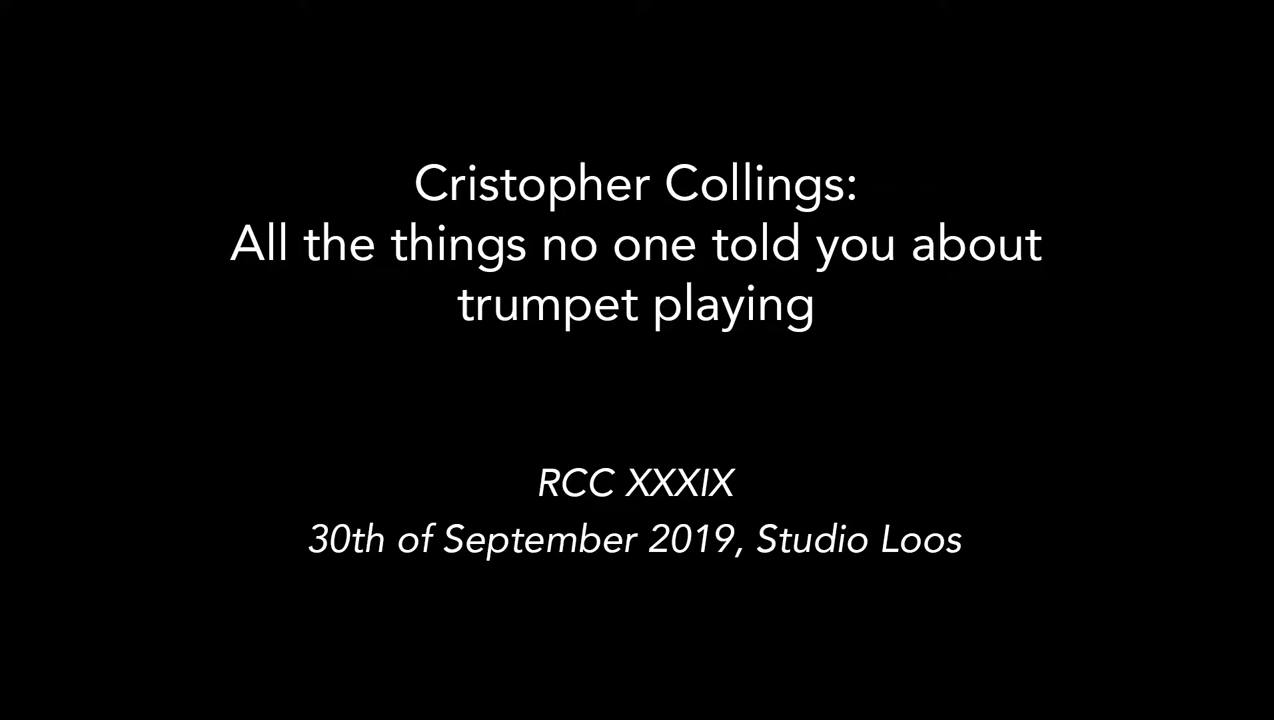 Cristopher Collings:
All the things no one told you about
trumpet playing
RCC XXXIX
30th of September 2019, Studio Loos